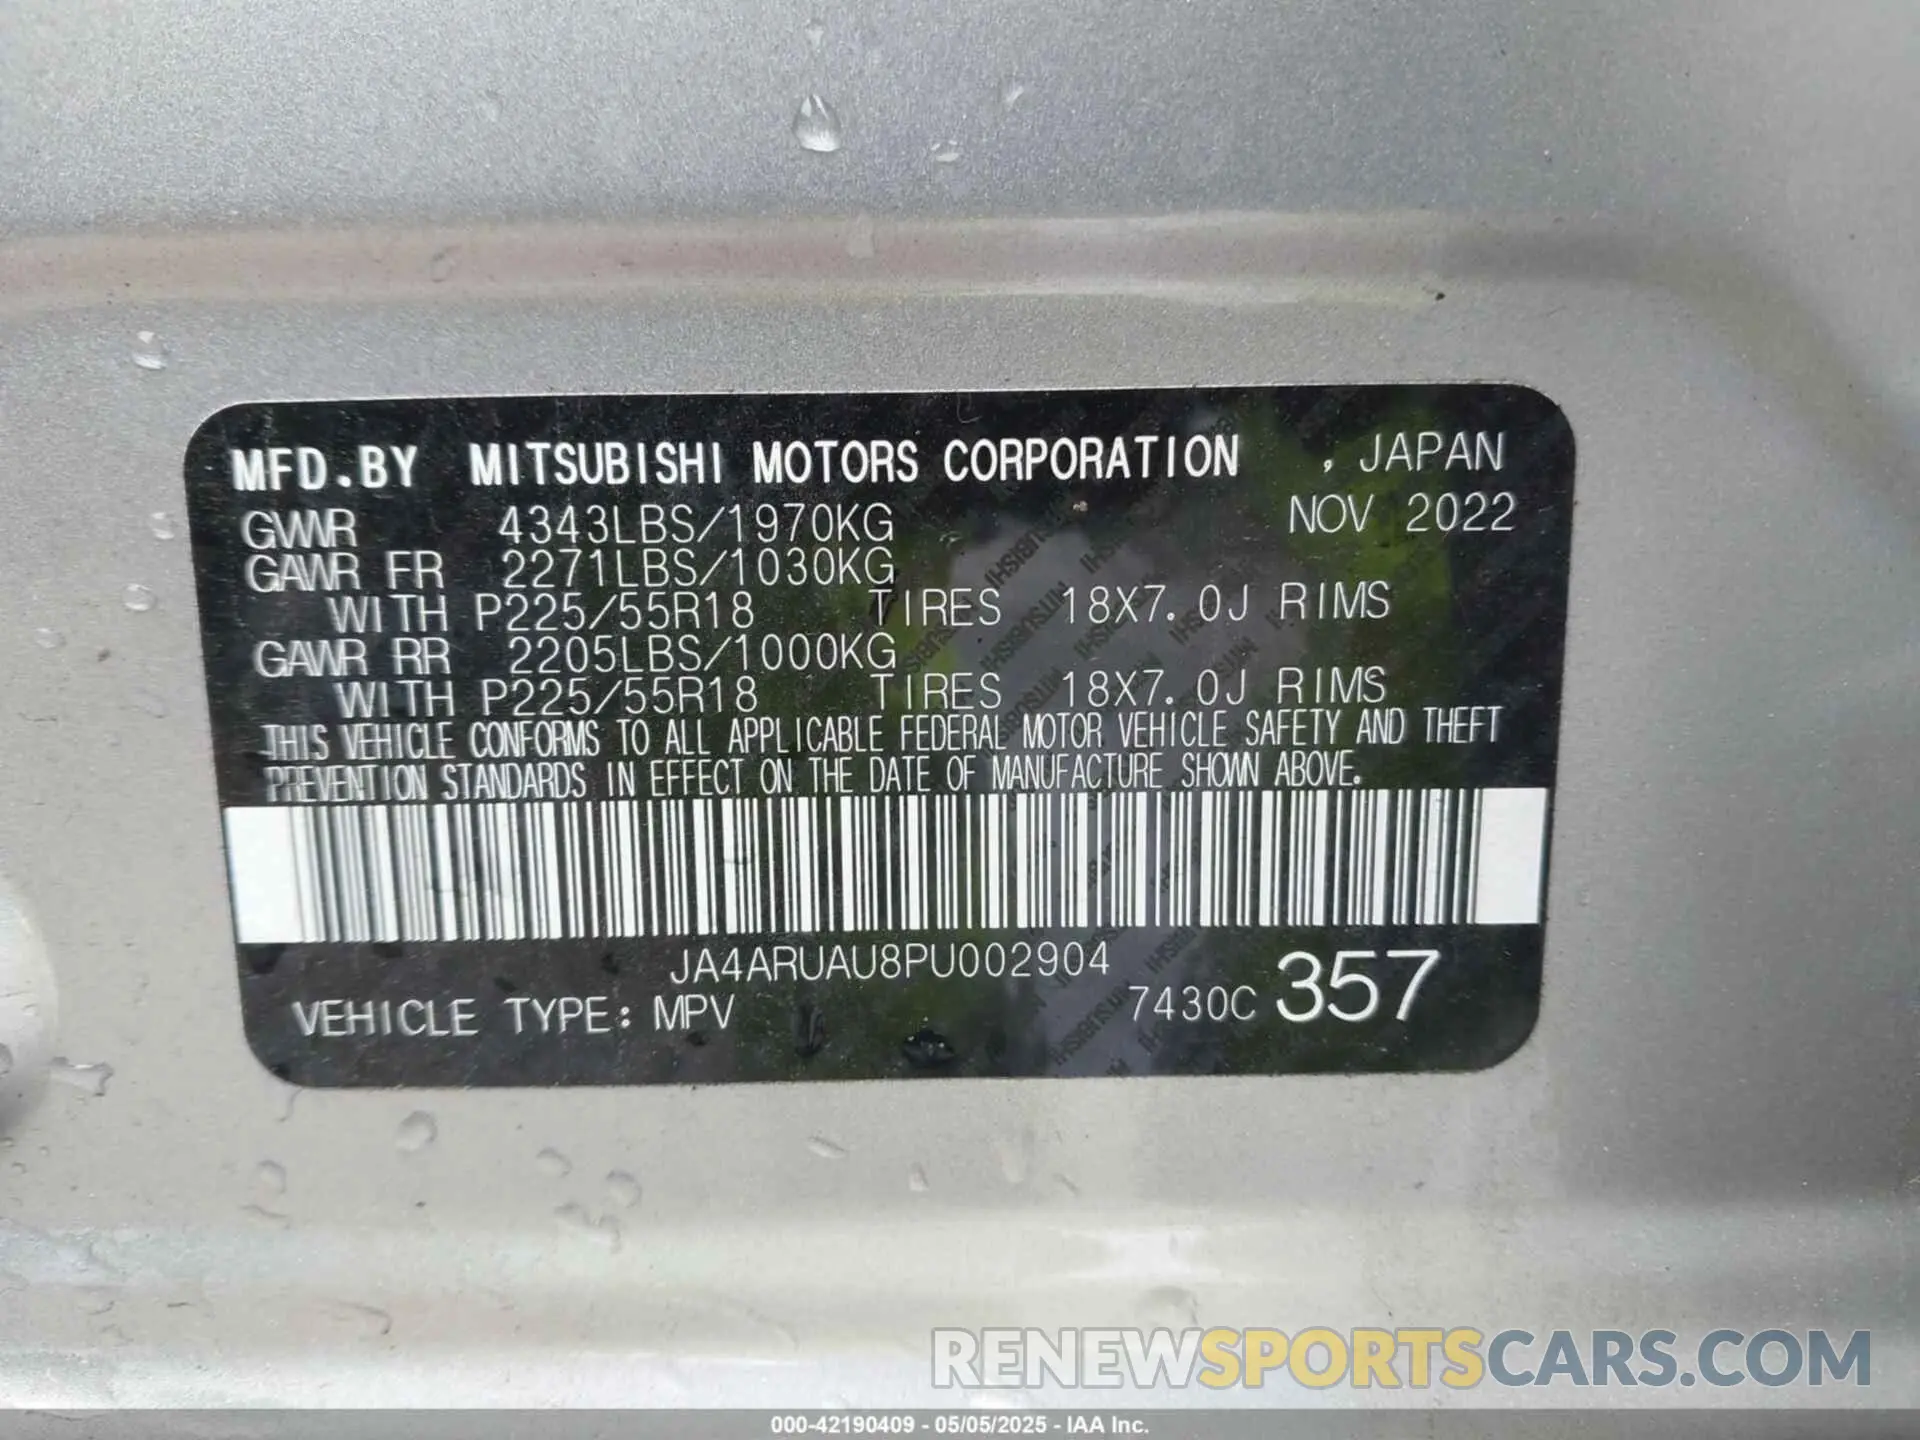 MFD.BY MITSUBISHI MOTORS CORPORATION , JAPAN
GVWR 4343LBS/1970KG NOV 2022
GAWR FR 2271LBS/1030KG
WITH P225/55R18 TIRES 18X7.0J RIMS
GAWR RR 2205LBS/1000KG
WITH P225/55R18 TIRES 18X7.0J RIMS
THIS VEHICLE CONFORMS TO ALL APPLICABLE FEDERAL MOTOR VEHICLE SAFETY AND THEFT
PREVENTION STANDARDS IN EFFECT ON THE DATE OF MANUFACTURE SHOWN ABOVE.
JA4ARUAU8PU002904
VEHICLE TYPE: MPV 7430C 357
RENEWSPORTSCARS.COM
000-42190409 - 05/05/2025 - IAA Inc.